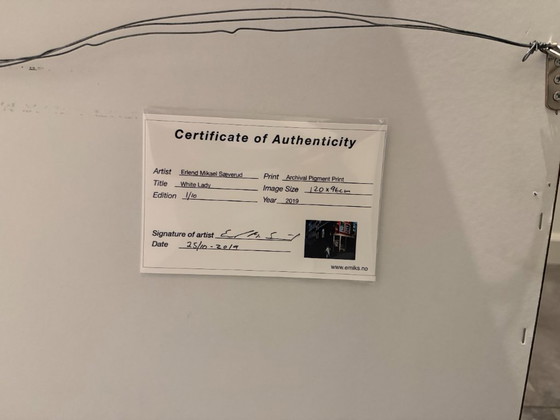 Certificate of Authenticity
Artist Erlend Mikael Sæverud Print Archival Pigment Print
Title White Lady Image Size 120x96cm
Edition 1/10 Year 2019
Signature of artist
Date 25/10-2019
www.emiks.no